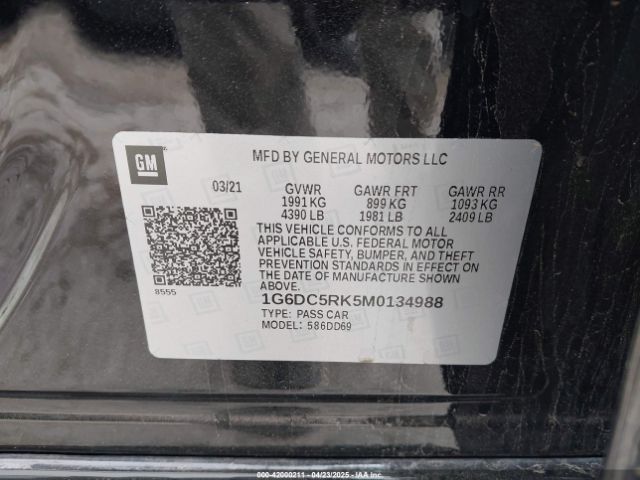 GM
MFD BY GENERAL MOTORS LLC
03/21
GVWR GAWR FRT GAWR RR
1991 KG 899 KG 1093 KG
4390 LB 1981 LB 2409 LB
THIS VEHICLE CONFORMS TO ALL
APPLICABLE U.S. FEDERAL MOTOR
VEHICLE SAFETY, BUMPER, AND THEFT
PREVENTION STANDARDS IN EFFECT ON
THE DATE OF MANUFACTURE SHOWN
ABOVE.
8555
1G6DC5RK5M0134988
TYPE: PASS CAR
MODEL: 586DD69
000-42000211 - 04/23/2025 - COPYRIGHT IAA, LLC.